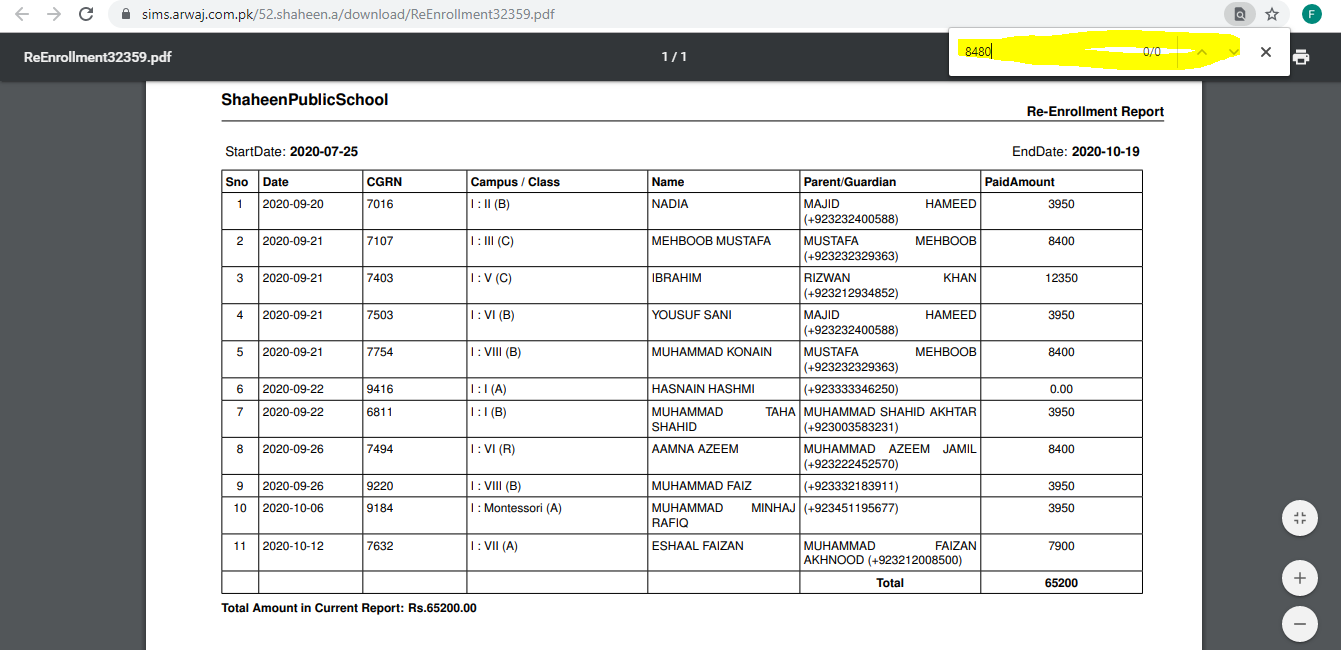 sims.arwaj.com.pk/52.shaheen.a/download/ReEnrollment32359.pdf
F
ReEnrollment32359.pdf 1 / 1
8480 0/0
ShaheenPublicSchool
Re-Enrollment Report
StartDate: 2020-07-25 EndDate: 2020-10-19
Sno Date CGRN Campus / Class Name Parent/Guardian PaidAmount
1 2020-09-20 7016 I : II (B) NADIA MAJID HAMEED 3950
(+923232400588)
2 2020-09-21 7107 I : III (C) MEHBOOB MUSTAFA MUSTAFA MEHBOOB 8400
(+923232329363)
3 2020-09-21 7403 I : V (C) IBRAHIM RIZWAN KHAN 12350
(+923212934852)
4 2020-09-21 7503 I : VI (B) YOUSUF SANI MAJID HAMEED 3950
(+923232400588)
5 2020-09-21 7754 I : VIII (B) MUHAMMAD KONAIN MUSTAFA MEHBOOB 8400
(+923232329363)
6 2020-09-22 9416 I : I (A) HASNAIN HASHMI (+923333346250) 0.00
7 2020-09-22 6811 I : I (B) MUHAMMAD TAHA MUHAMMAD SHAHID AKHTAR 3950
SHAHID (+923003583231)
8 2020-09-26 7494 I : VI (R) AAMNA AZEEM MUHAMMAD AZEEM JAMIL 8400
(+923222452570)
9 2020-09-26 9220 I : VIII (B) MUHAMMAD FAIZ (+923332183911) 3950
10 2020-10-06 9184 I : Montessori (A) MUHAMMAD MINHAJ (+923451195677) 3950
RAFIQ
11 2020-10-12 7632 I : VII (A) ESHAAL FAIZAN MUHAMMAD FAIZAN 7900
AKHNOOD (+923212008500)
Total 65200
Total Amount in Current Report: Rs.65200.00